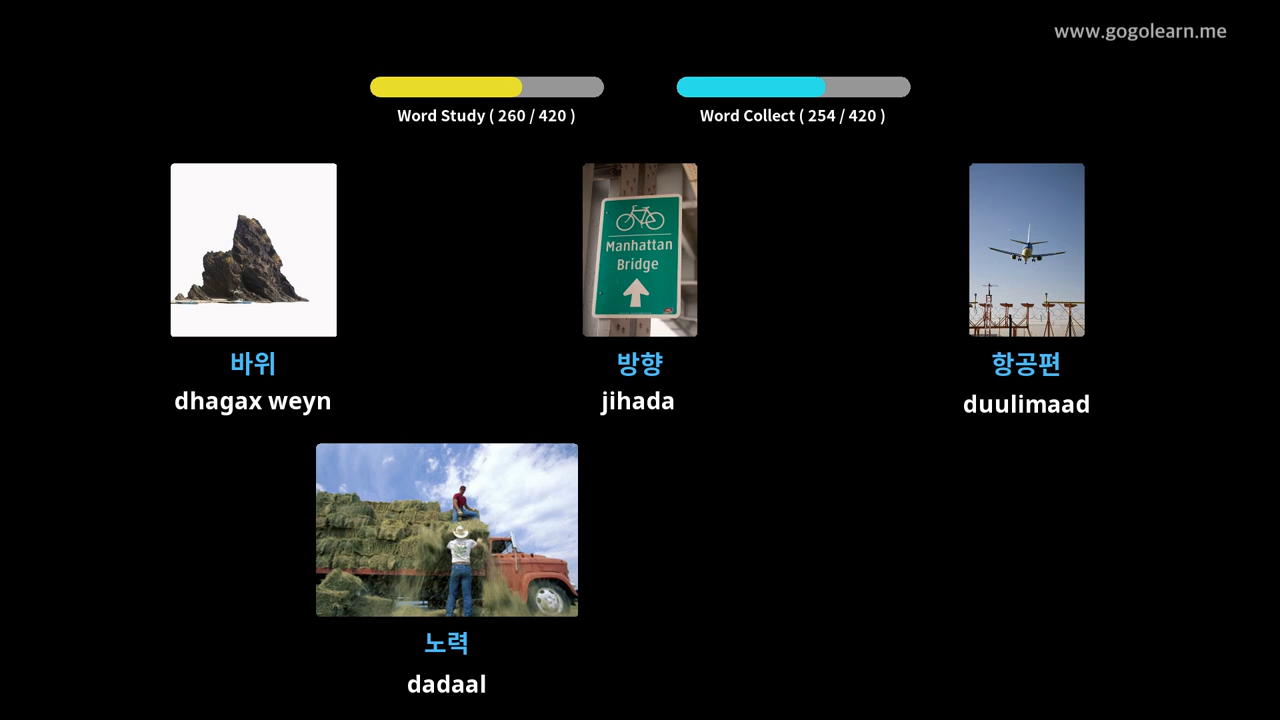 www.gogolearn.me
Word Study ( 260 / 420 )
Word Collect ( 254 / 420 )
Manhattan
Bridge
바위
dhagax weyn
방향
jihada
항공편
duulimaad
노력
dadaal